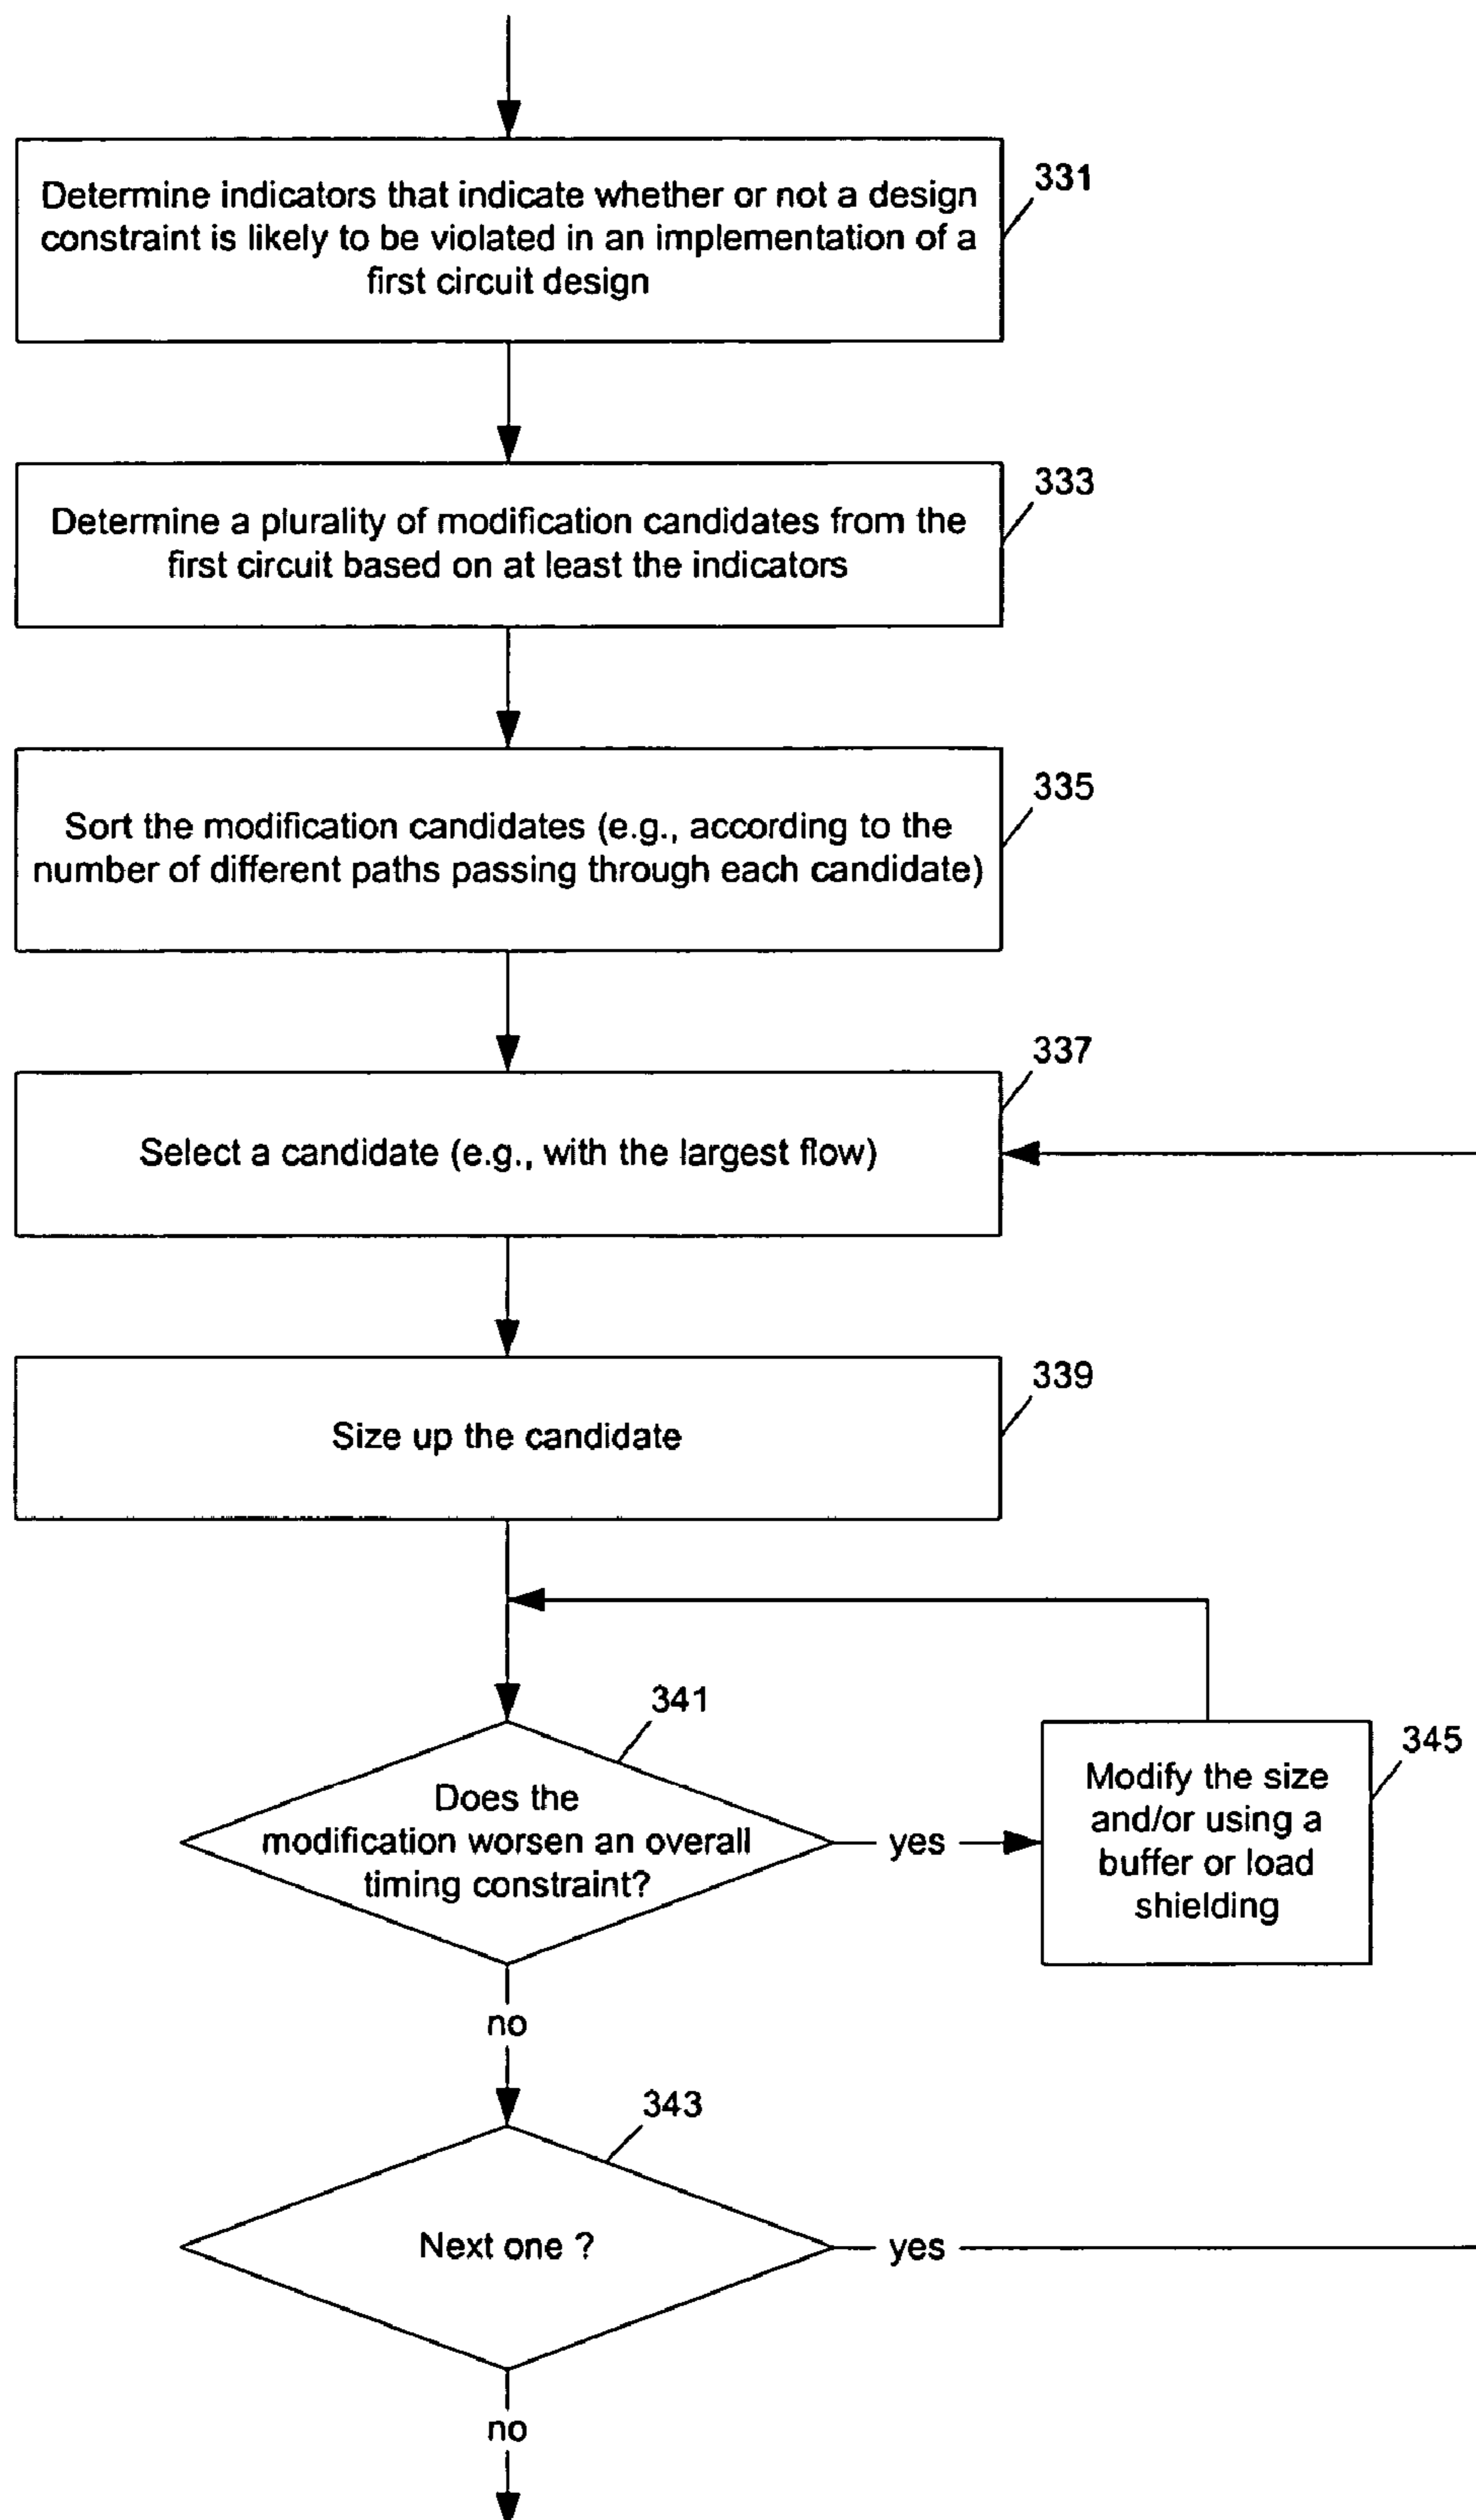 331
Determine indicators that indicate whether or not a design
constraint is likely to be violated in an implementation of a
first circuit design
333
Determine a plurality of modification candidates from the
first circuit based on at least the indicators
335
Sort the modification candidates (e.g., according to the
number of different paths passing through each candidate)
337
Select a candidate (e.g., with the largest flow)
339
Size up the candidate
341
Does the
modification worsen an overall
timing constraint?
yes
345
Modify the size
and/or using a
buffer or load
shielding
no
343
Next one ?
yes
no